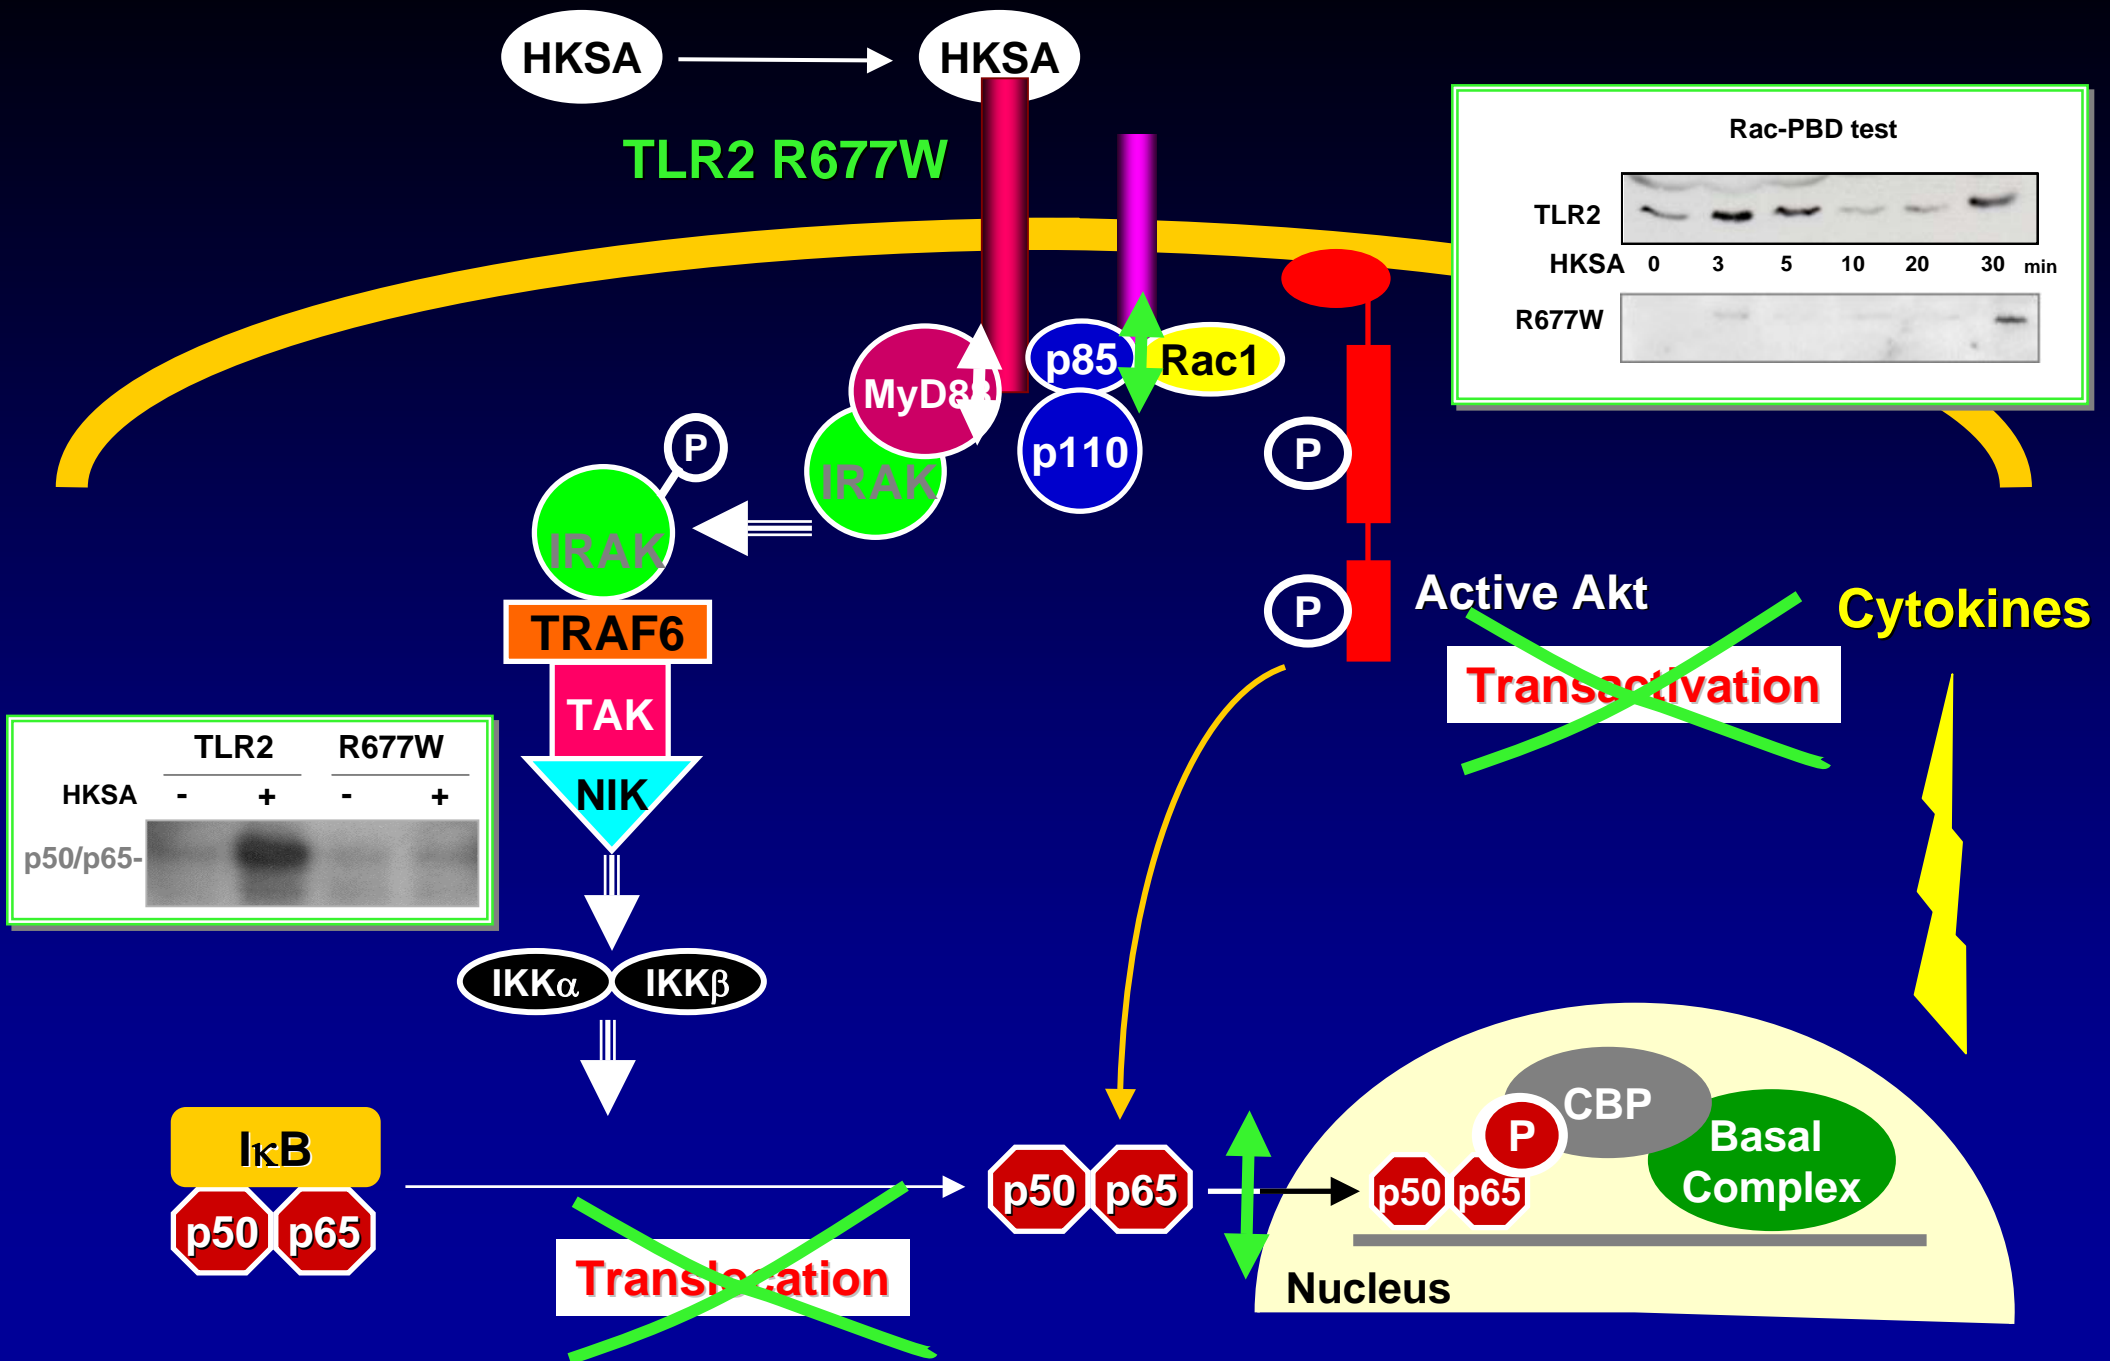 HKSA
HKSA
TLR2 R677W
Rac-PBD test
TLR2
HKSA 0 3 5 10 20 30 min
R677W
MyD88
p85
Rac1
IRAK
p110
P
P
IRAK
TRAF6
TAK
NIK
P
Active Akt
Cytokines
Transactivation
TLR2 R677W
HKSA - + - +
p50/p65-
IKKα
IKKβ
IκB
p50 p65
Translocation
p50 p65
CBP
P
Basal
Complex
p50 p65
Nucleus